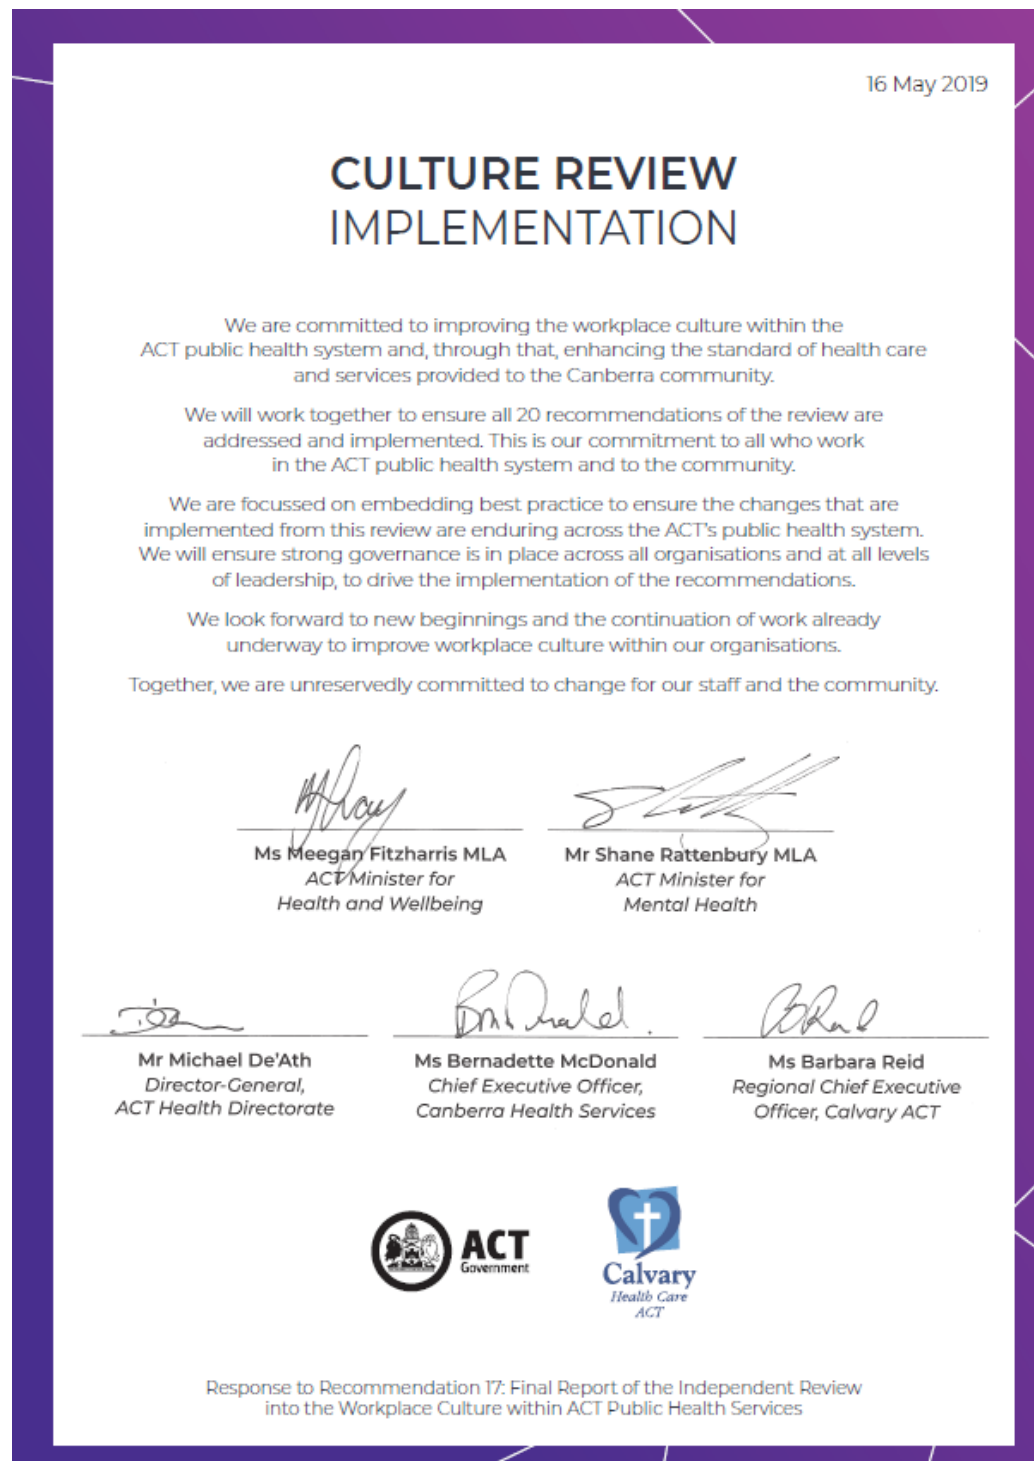 16 May 2019
CULTURE REVIEW
IMPLEMENTATION
We are committed to improving the workplace culture within the
ACT public health system and, through that, enhancing the standard of health care
and services provided to the Canberra community.
We will work together to ensure all 20 recommendations of the review are
addressed and implemented. This is our commitment to all who work
in the ACT public health system and to the community.
We are focussed on embedding best practice to ensure the changes that are
implemented from this review are enduring across the ACT's public health system.
We will ensure strong governance is in place across all organisations and at all levels
of leadership, to drive the implementation of the recommendations.
We look forward to new beginnings and the continuation of work already
underway to improve workplace culture within our organisations.
Together, we are unreservedly committed to change for our staff and the community.
Ms Meegan Fitzharris MLA
ACT Minister for
Health and Wellbeing
Mr Shane Rattenbury MLA
ACT Minister for
Mental Health
Mr Michael De'Ath
Director-General,
ACT Health Directorate
Ms Bernadette McDonald
Chief Executive Officer,
Canberra Health Services
Ms Barbara Reid
Regional Chief Executive
Officer, Calvary ACT
ACT
Government
Calvary
Health Care
ACT
Response to Recommendation 17: Final Report of the Independent Review
into the Workplace Culture within ACT Public Health Services